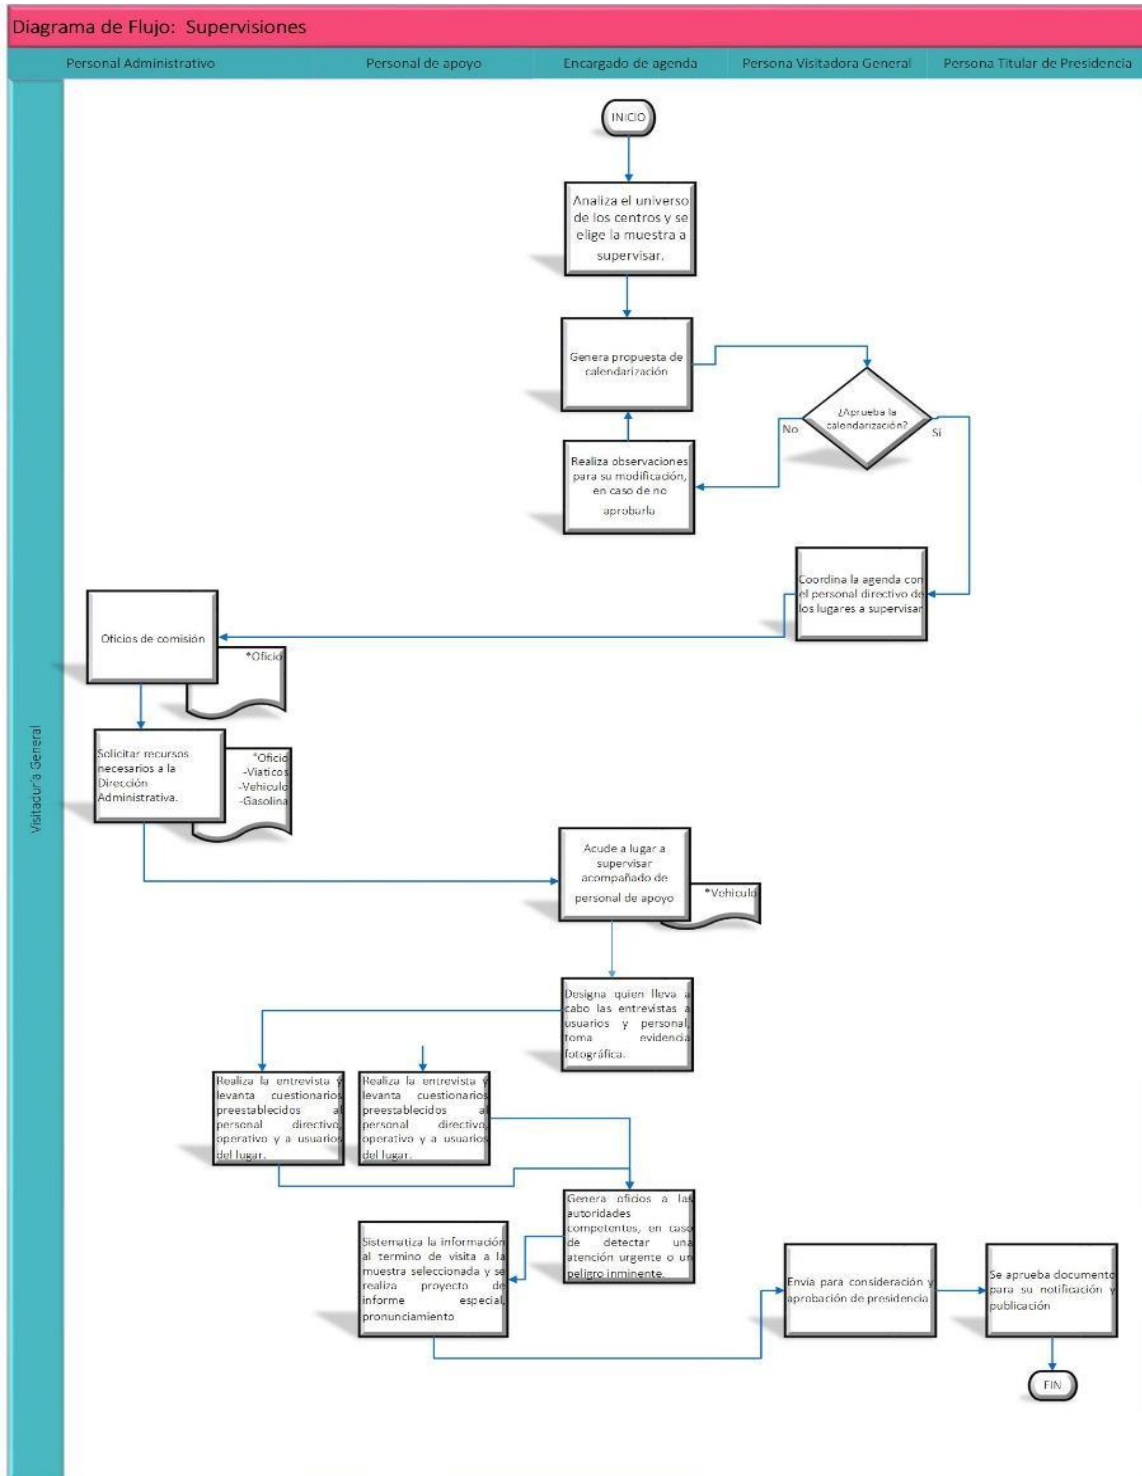 Diagrama de Flujo: Supervisiones
Personal Administrativo
Personal de apoyo
Encargado de agenda
Persona Visitadora General
Persona Titular de Presidencia
Visitaduría General
INICIO
Analiza el universo
de los centros y se
elige la muestra a
supervisar.
Genera propuesta de
calendarización
¿Aprueba la
calendarización?
No
Si
Realiza observaciones
para su modificación,
en caso de no
aprobarla
Coordina la agenda con
el personal directivo de
los lugares a supervisar
Oficios de comisión
*Oficio
Solicitar recursos
necesarios a la
Dirección
Administrativa.
*Oficio
-Viaticos
-Vehiculo
-Gasolina
Acude a lugar a
supervisar
acompañado de
personal de apoyo
*Vehiculo
Designa quien lleva a
cabo las entrevistas a
usuarios y personal,
toma evidencia
fotográfica.
Realiza la entrevista y
levanta cuestionarios
preestablecidos al
personal directivo,
operativo y a usuarios
del lugar.
Realiza la entrevista y
levanta cuestionarios
preestablecidos al
personal directivo,
operativo y a usuarios
del lugar.
Genera oficios a las
autoridades
competentes, en caso
de detectar una
atención urgente o un
peligro inminente.
Sistematiza la información
al termino de visita a la
muestra seleccionada y se
realiza proyecto de
informe especial,
pronunciamiento
Envía para consideración y
aprobación de presidencia
Se aprueba documento
para su notificación y
publicación
FIN